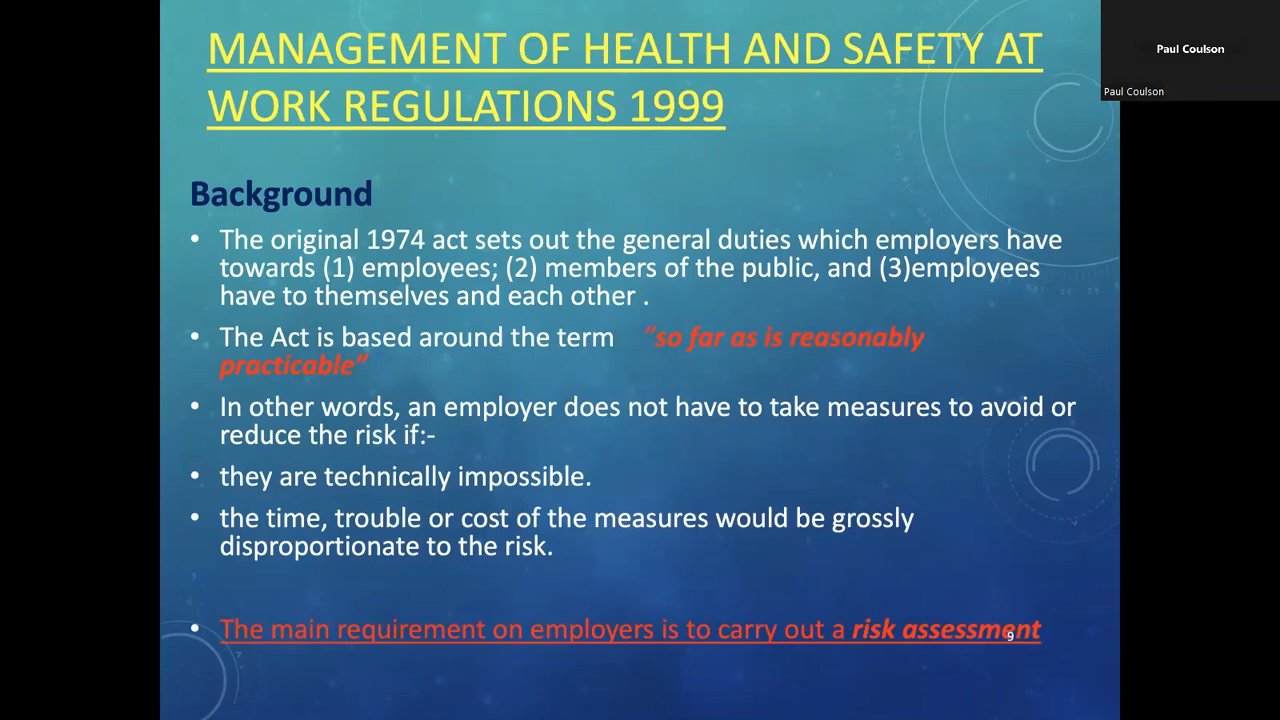 MANAGEMENT OF HEALTH AND SAFETY AT
WORK REGULATIONS 1999
Paul Coulson
Paul Coulson
Background
• The original 1974 act sets out the general duties which employers have
towards (1) employees; (2) members of the public, and (3)employees
have to themselves and each other .
• The Act is based around the term "so far as is reasonably
practicable"
• In other words, an employer does not have to take measures to avoid or
reduce the risk if:-
• they are technically impossible.
• the time, trouble or cost of the measures would be grossly
disproportionate to the risk.
• The main requirement on employers is to carry out a risk assessment
9